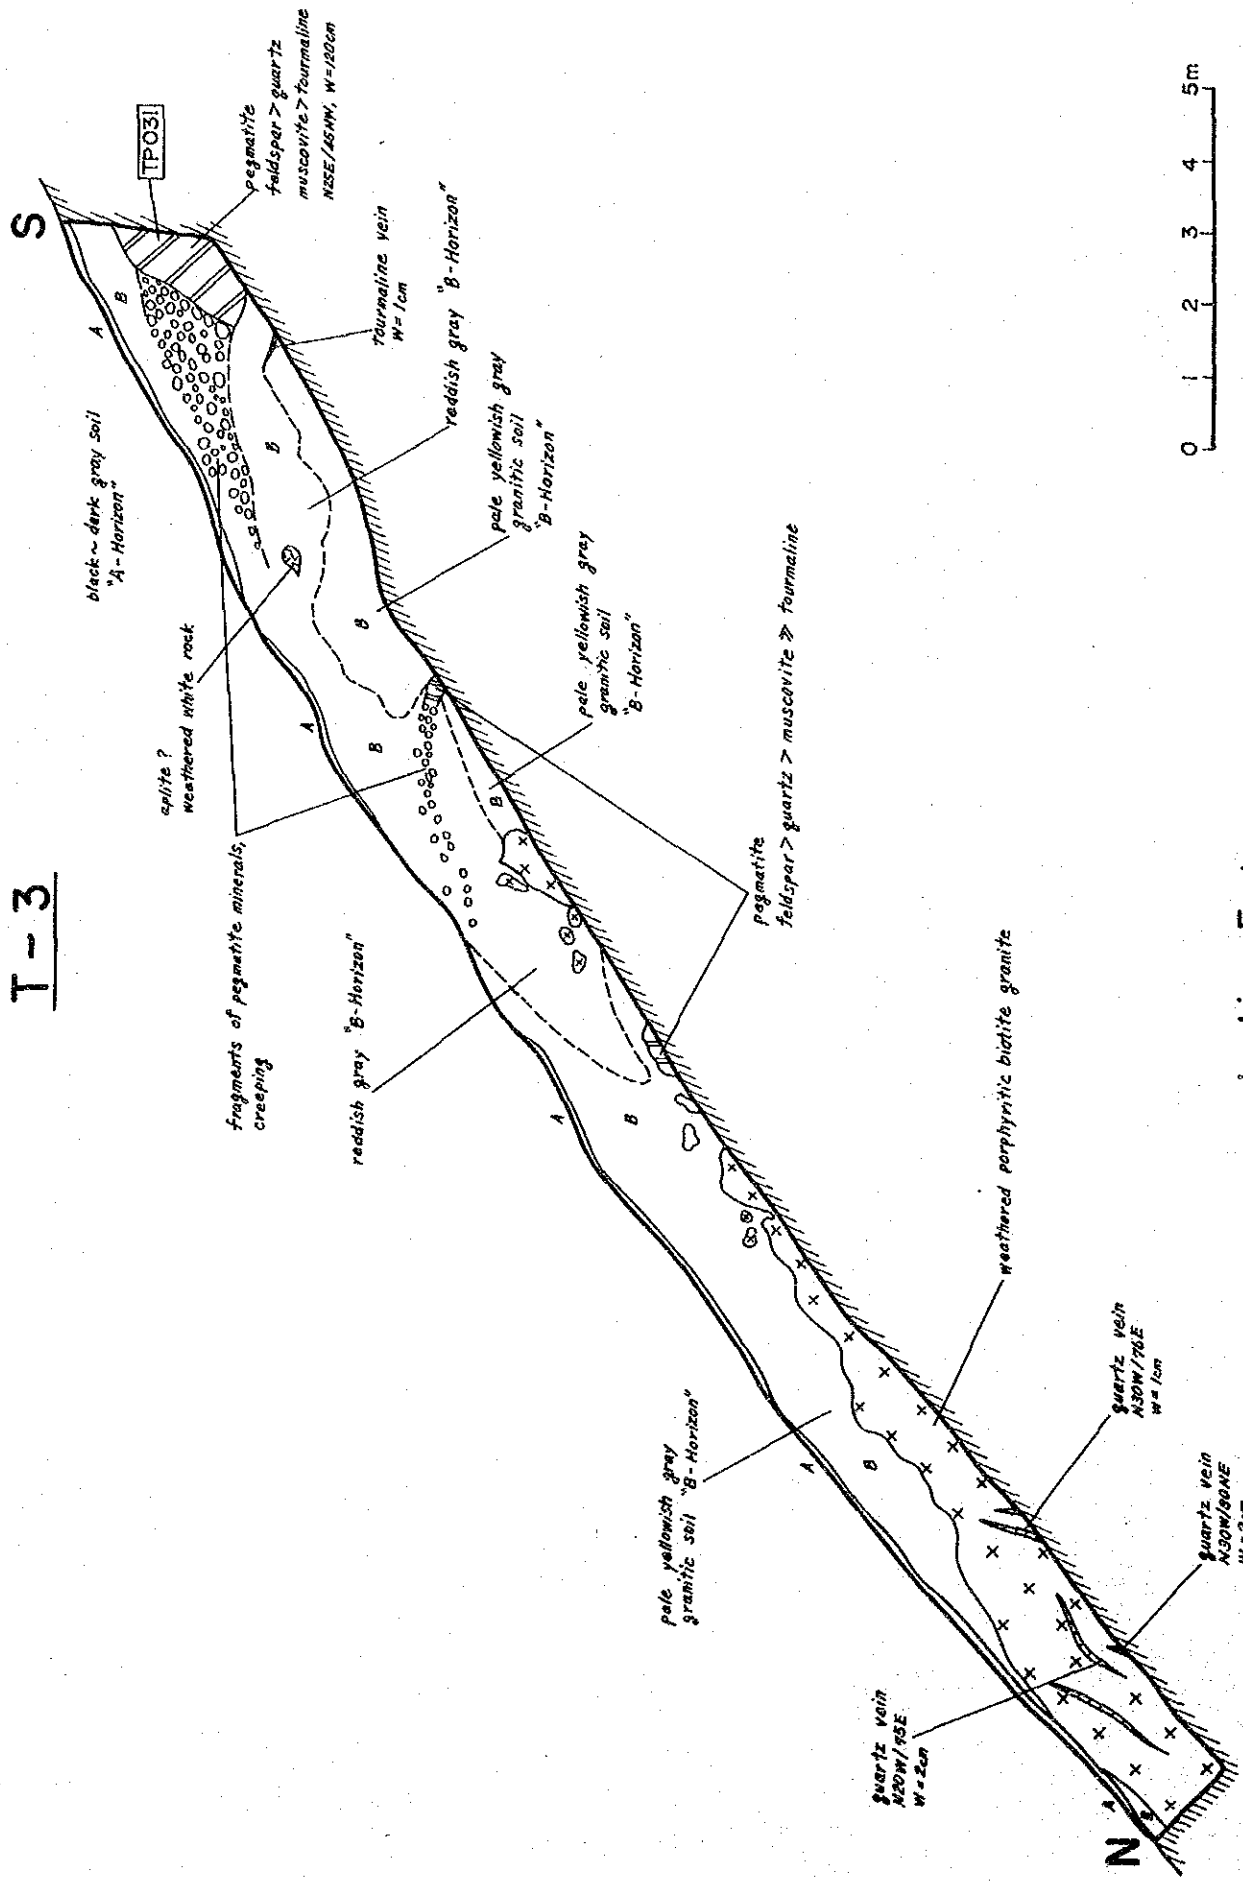 T - 3
S
N
TP031
pegmatite
feldspar > quartz
muscovite > tourmaline
N25E/45NW, W=120cm
tourmaline vein
W= 1cm
reddish gray "B-Horizon"
pale yellowish gray
granitic soil
"B-Horizon"
pale yellowish gray
granitic soil
"B-Horizon"
black ~ dark gray soil
"A-Horizon"
aplite ?
weathered white rock
fragments of pegmatite minerals,
creeping
reddish gray "B-Horizon"
pegmatite
feldspar > quartz > muscovite ≫ tourmaline
weathered porphyritic biotite granite
pale yellowish gray
granitic soil "B-Horizon"
quartz vein
N30W/76E
W= 1cm
quartz vein
N30W/80NE
quartz vein
N20W/75E
W=2cm
A
B
B
A
B
B
B
A
B
A
B
A
B
0 1 2 3 4 5m